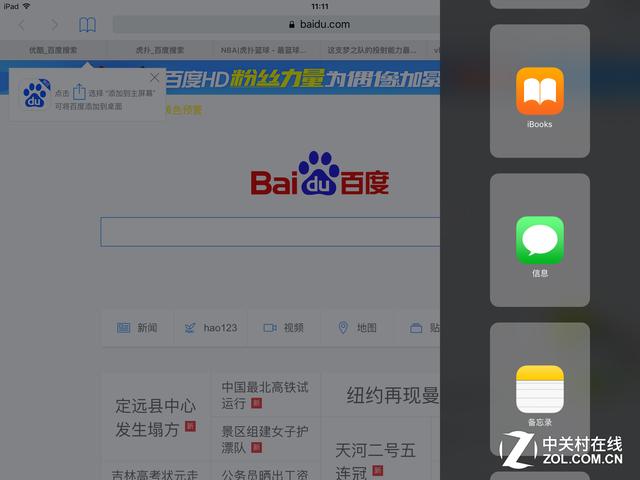 iPad
11:11
baidu.com
优酷_百度搜索
虎扑_百度搜索
NBA|虎扑篮球 - 最篮球...
这支梦之队的投射能力最...
百度HD粉丝力量为偶像加冕
点击 选择 "添加到主屏幕"
可将百度添加到桌面
色预警
Bai du 百度
新闻
hao123
视频
地图
贴
定远县中心
发生塌方 新
中国最北高铁试
运行 新
纽约再现曼
景区组建女子护
漂队 新
天河二号五
连冠 新
吉林高考状元走
公务员晒出工资
iBooks
信息
备忘录
中关村在线
ZOL.COM.CN